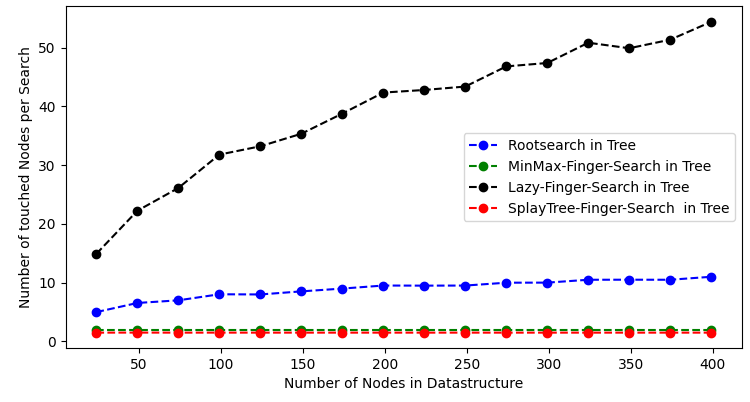 Number of touched Nodes per Search
50
40
30
20
10
0
Rootsearch in Tree
MinMax-Finger-Search in Tree
Lazy-Finger-Search in Tree
SplayTree-Finger-Search  in Tree
50 100 150 200 250 300 350 400
Number of Nodes in Datastructure